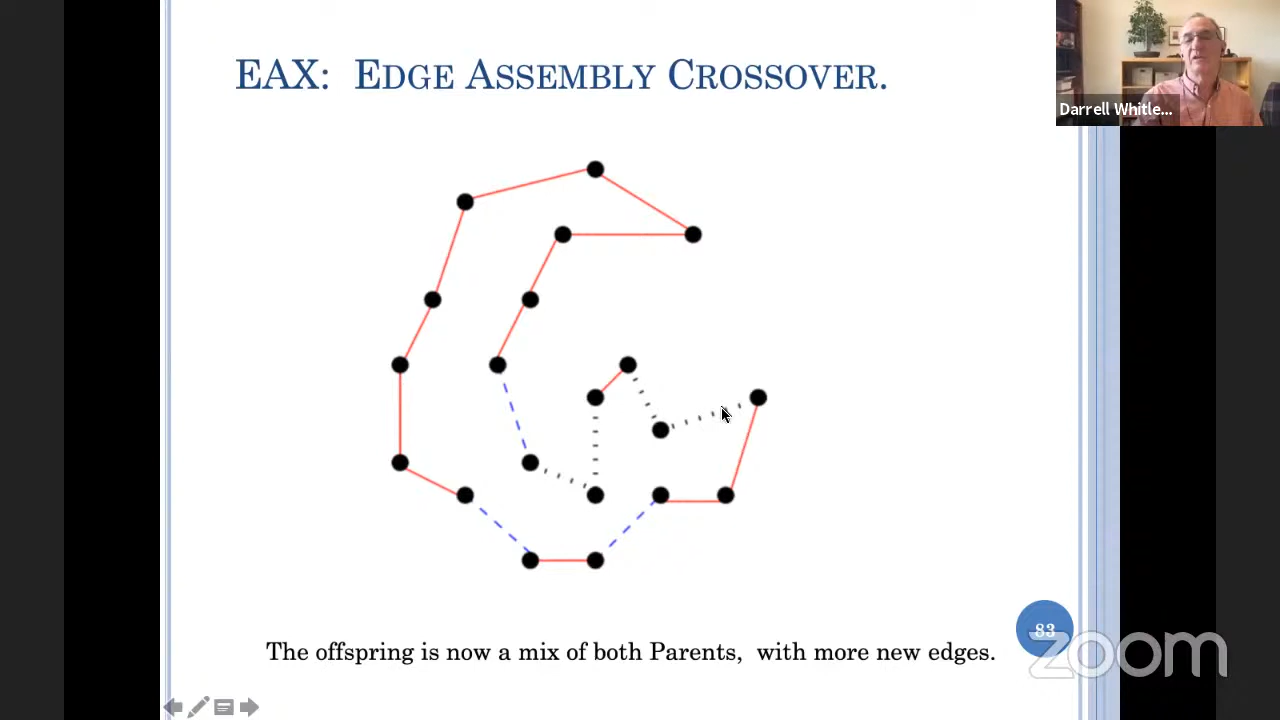 EAX: EDGE ASSEMBLY CROSSOVER.
Darrell Whitle...
83
The offspring is now a mix of both Parents, with more new edges.
zoom